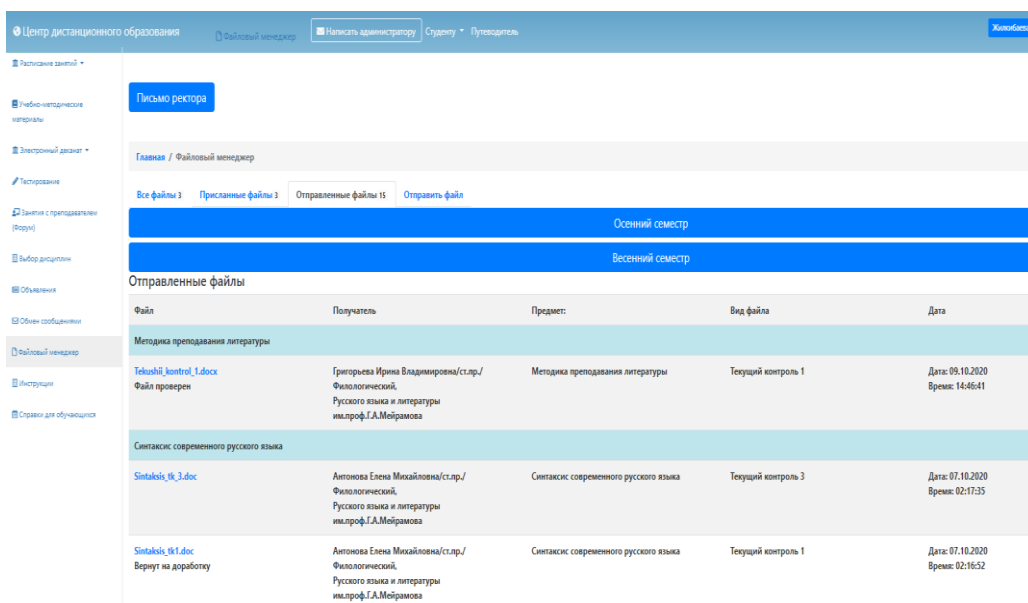 Центр дистанционного образования
Файловый менеджер
Написать администратору
Студенту
Путеводитель
Расписание занятий
Учебно-методические
материалы
Электронный деканат
Тестирование
Занятия с преподавателем
(Форум)
Выбор дисциплин
Объявления
Обмен сообщениями
Файловый менеджер
Инструкции
Справки для обучающихся
Письмо ректора
Главная / Файловый менеджер
Все файлы 3 Присланные файлы 3 Отправленные файлы 15 Отправить файл
Осенний семестр
Весенний семестр
Отправленные файлы
Файл Получатель Предмет: Вид файла Дата
Методика преподавания литературы
Tekushii_kontrol_1.docx Григорьева Ирина Владимировна/ст.пр./ Методика преподавания литературы Текущий контроль 1 Дата: 09.10.2020
Файл проверен Филологический, Время: 14:46:41
Русского языка и литературы
им.проф.Г.А.Мейрамова
Синтаксис современного русского языка
Sintaksis_tk_3.doc Антонова Елена Михайловна/ст.пр./ Синтаксис современного русского языка Текущий контроль 3 Дата: 07.10.2020
Филологический, Время: 02:17:35
Русского языка и литературы
им.проф.Г.А.Мейрамова
Sintaksis_tk1.doc Антонова Елена Михайловна/ст.пр./ Синтаксис современного русского языка Текущий контроль 1 Дата: 07.10.2020
Вернут на доработку Филологический, Время: 02:16:52
Русского языка и литературы
им.проф.Г.А.Мейрамова